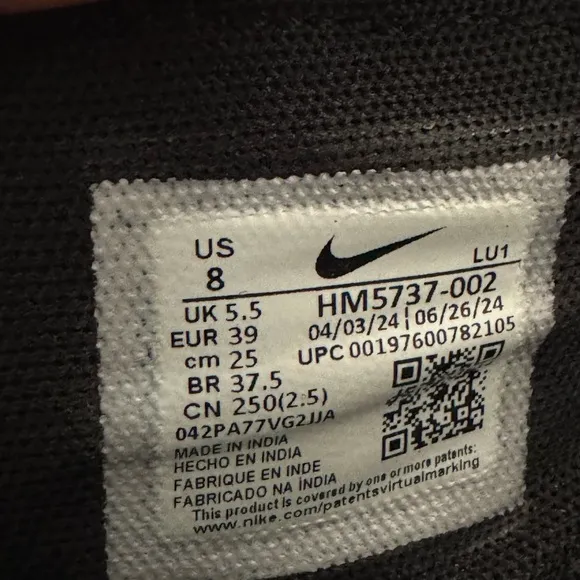 US
8
LU1
UK 5.5
HM5737-002
EUR 39
04/03/24 | 06/26/24
cm 25
UPC 00197600782105
BR 37.5
CN 250(2.5)
042PA77VG2JJA
MADE IN INDIA
HECHO EN INDIA
FABRIQUE EN INDE
FABRICADO NA ÍNDIA
This product is covered by one or more patents:
www.nike.com/patentsvirtualmarking